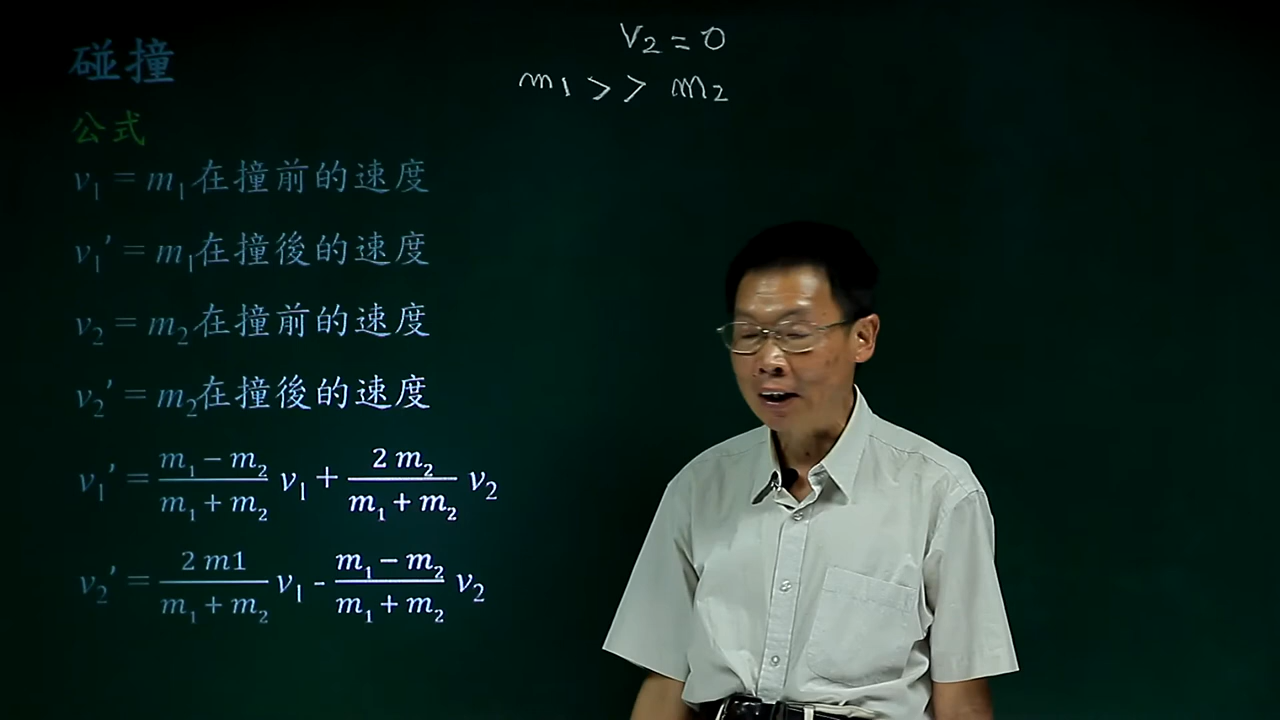 碰撞
v₂ = 0
m₁ >> m₂
公式
v₁ = m₁在撞前的速度
v₁' = m₁在撞後的速度
v₂ = m₂在撞前的速度
v₂' = m₂在撞後的速度
v₁' = (m₁ − m₂)/(m₁ + m₂) v₁ + (2 m₂)/(m₁ + m₂) v₂
v₂' = (2 m1)/(m₁ + m₂) v₁ - (m₁ − m₂)/(m₁ + m₂) v₂